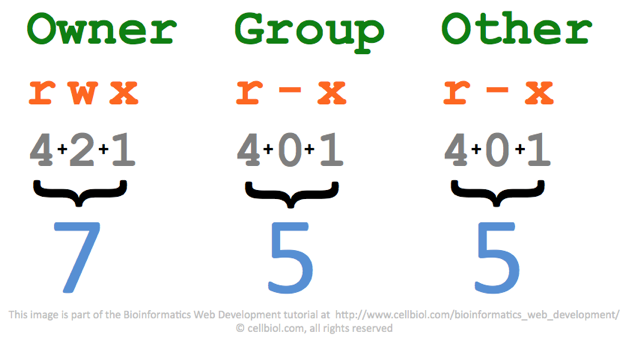 Owner Group Other
r w x r - x r - x
4+2+1 4+0+1 4+0+1
7 5 5
This image is part of the Bioinformatics Web Development tutorial at http://www.cellbiol.com/bioinformatics_web_development/
© cellbiol.com, all rights reserved